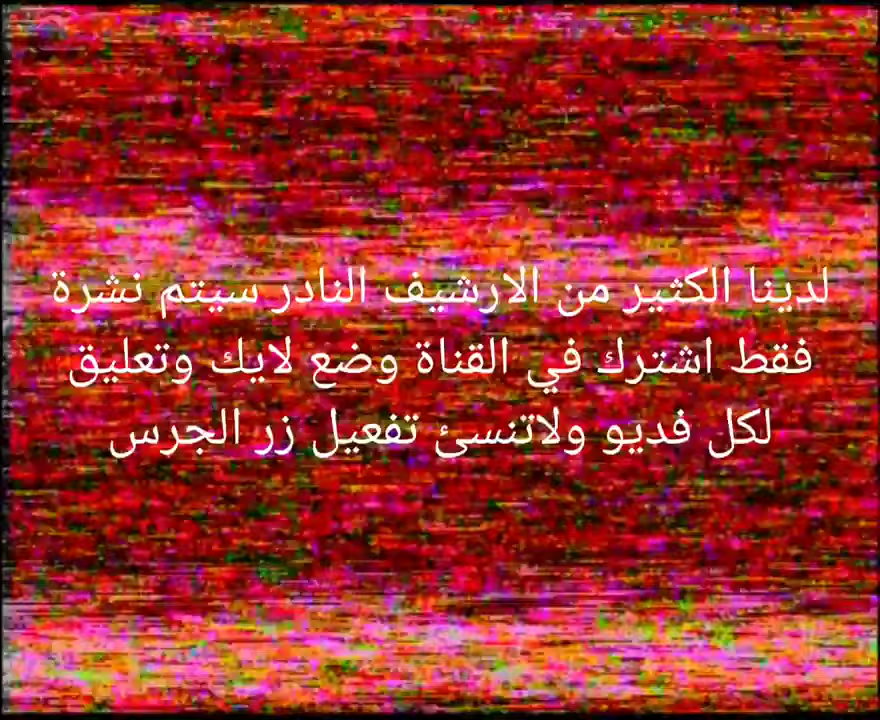 لدينا الكثير من الارشيف النادر سيتم نشرة
فقط اشترك في القناة وضع لايك وتعليق
لكل فديو ولاتنسئ تفعيل زر الجرس